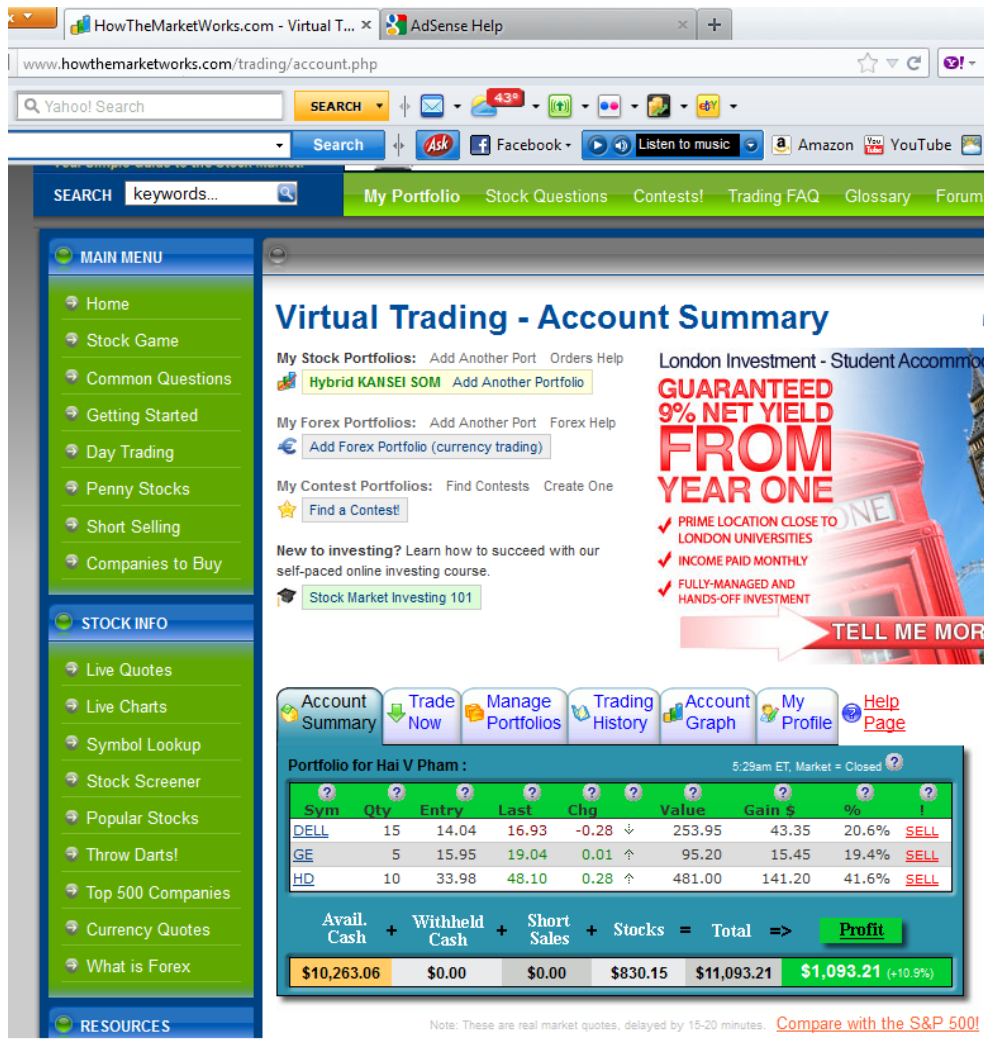 HowTheMarketWorks.com - Virtual T... ×
AdSense Help ×
www.howthemarketworks.com/trading/account.php
Yahoo! Search
SEARCH
43°
Search
Ask
Facebook
Listen to music
Amazon
YouTube
SEARCH keywords...
My Portfolio Stock Questions Contests! Trading FAQ Glossary Forum
MAIN MENU
Home
Stock Game
Common Questions
Getting Started
Day Trading
Penny Stocks
Short Selling
Companies to Buy
STOCK INFO
Live Quotes
Live Charts
Symbol Lookup
Stock Screener
Popular Stocks
Throw Darts!
Top 500 Companies
Currency Quotes
What is Forex
RESOURCES
Virtual Trading - Account Summary
My Stock Portfolios: Add Another Port Orders Help
Hybrid KANSEI SOM Add Another Portfolio
My Forex Portfolios: Add Another Port Forex Help
Add Forex Portfolio (currency trading)
My Contest Portfolios: Find Contests Create One
Find a Contest!
New to investing? Learn how to succeed with our
self-paced online investing course.
Stock Market Investing 101
London Investment - Student Accommo
GUARANTEED
9% NET YIELD
FROM
YEAR ONE
PRIME LOCATION CLOSE TO
LONDON UNIVERSITIES
INCOME PAID MONTHLY
FULLY-MANAGED AND
HANDS-OFF INVESTMENT
TELL ME MOR
Account Summary
Trade Now
Manage Portfolios
Trading History
Account Graph
My Profile
Help Page
Portfolio for Hai V Pham :
5:29am ET, Market = Closed
Sym Qty Entry Last Chg Value Gain $ % !
DELL 15 14.04 16.93 -0.28 ↓ 253.95 43.35 20.6% SELL
GE 5 15.95 19.04 0.01 ↑ 95.20 15.45 19.4% SELL
HD 10 33.98 48.10 0.28 ↑ 481.00 141.20 41.6% SELL
Avail. Cash + Withheld Cash + Short Sales + Stocks = Total => Profit
$10,263.06 $0.00 $0.00 $830.15 $11,093.21 $1,093.21 (+10.9%)
Note: These are real market quotes, delayed by 15-20 minutes. Compare with the S&P 500!